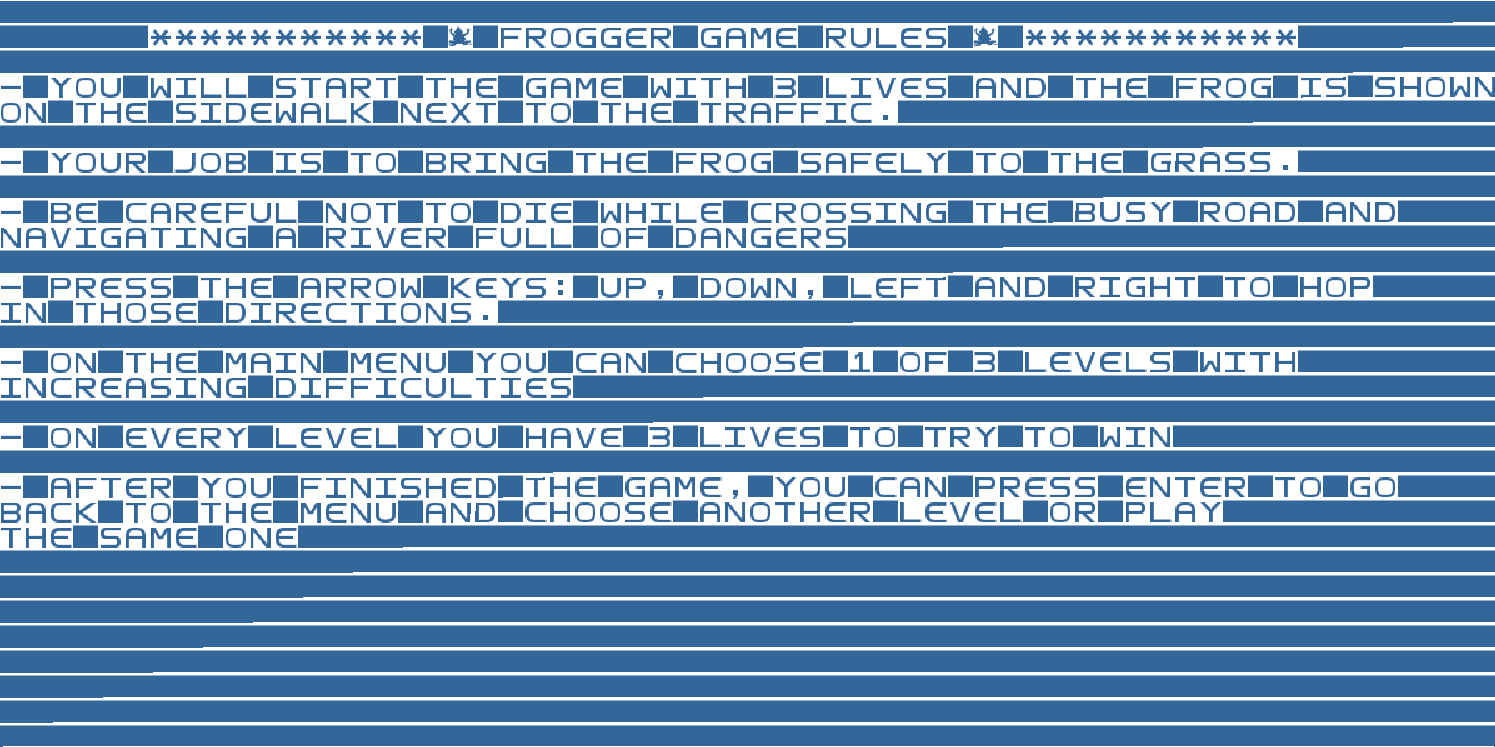 *********** FROGGER GAME RULES ***********
- YOU WILL START THE GAME WITH 3 LIVES AND THE FROG IS SHOWN
ON THE SIDEWALK NEXT TO THE TRAFFIC.
- YOUR JOB IS TO BRING THE FROG SAFELY TO THE GRASS.
- BE CAREFUL NOT TO DIE WHILE CROSSING THE BUSY ROAD AND
NAVIGATING A RIVER FULL OF DANGERS
- PRESS THE ARROW KEYS: UP, DOWN, LEFT AND RIGHT TO HOP
IN THOSE DIRECTIONS.
- ON THE MAIN MENU YOU CAN CHOOSE 1 OF 3 LEVELS WITH
INCREASING DIFFICULTIES
- ON EVERY LEVEL YOU HAVE 3 LIVES TO TRY TO WIN
- AFTER YOU FINISHED THE GAME, YOU CAN PRESS ENTER TO GO
BACK TO THE MENU AND CHOOSE ANOTHER LEVEL OR PLAY
THE SAME ONE